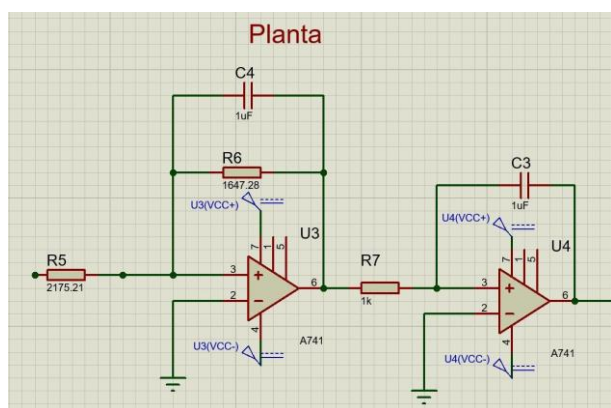 Planta
C4
1uF
R6
1647.28
C3
1uF
U3(VCC+)
U4(VCC+)
U3
U4
R5
2175.21
R7
1k
7
1
5
3
2
6
4
7
1
5
3
2
6
4
A741
A741
U3(VCC-)
U4(VCC-)